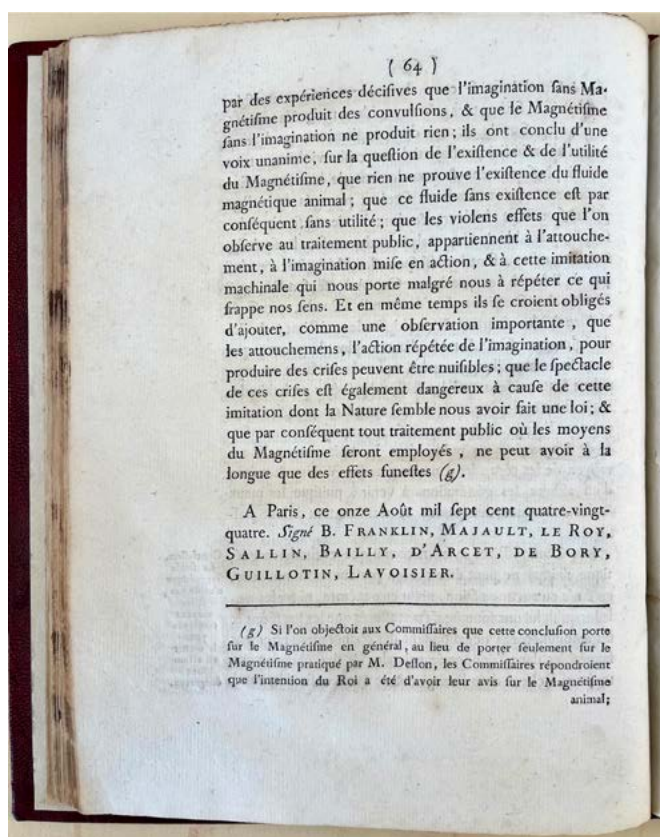 ( 64 )
par des expériences décisives que l'imagination ſans Ma-
gnétiſme produit des convulſions, & que le Magnétiſme
ſans l'imagination ne produit rien ; ils ont conclu d'une
voix unanime, ſur la queſtion de l'exiſtence & de l'utilité
du Magnétiſme, que rien ne prouve l'exiſtence du fluide
magnétique animal ; que ce fluide ſans exiſtence eſt par
conſéquent ſans utilité ; que les violens effets que l'on
obſerve au traitement public, appartiennent à l'attouche-
ment, à l'imagination miſe en action, & à cette imitation
machinale qui nous porte malgré nous à répéter ce qui
frappe nos ſens. Et en même temps ils ſe croient obligés
d'ajouter, comme une obſervation importante, que
les attouchemens, l'action répétée de l'imagination, pour
produire des criſes peuvent être nuiſibles ; que le ſpectacle
de ces criſes eſt également dangereux à cauſe de cette
imitation dont la Nature ſemble nous avoir fait une loi ; &
que par conſéquent tout traitement public où les moyens
du Magnétiſme ſeront employés, ne peut avoir à la
longue que des effets funeſtes (g).
A Paris, ce onze Août mil ſept cent quatre-vingt-
quatre. Signé B. FRANKLIN, MAJAULT, LE ROY,
SALLIN, BAILLY, D'ARCET, DE BORY,
GUILLOTIN, LAVOISIER.
(g) Si l'on objectoit aux Commiſſaires que cette concluſion porte
ſur le Magnétiſme en général, au lieu de porter ſeulement ſur le
Magnétiſme pratiqué par M. Deſlon, les Commiſſaires répondroient
que l'intention du Roi a été d'avoir leur avis ſur le Magnétiſme
animal;